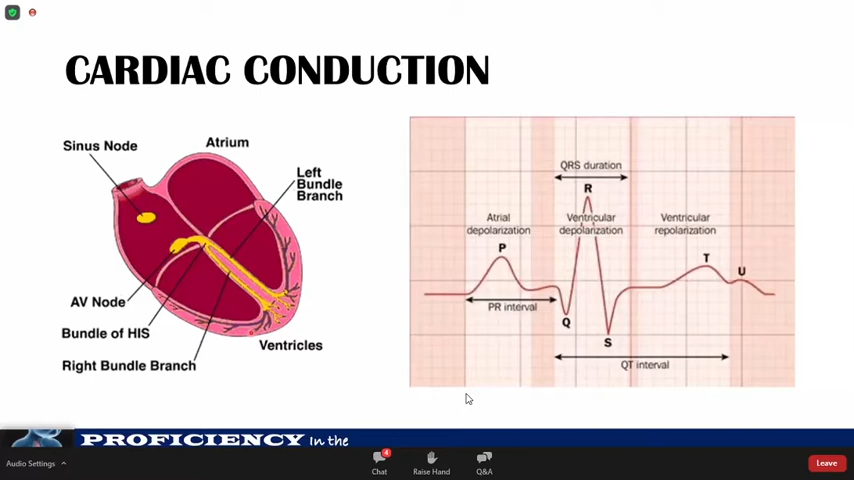 CARDIAC CONDUCTION
Sinus Node
Atrium
Left
Bundle
Branch
AV Node
Bundle of HIS
Right Bundle Branch
Ventricles
QRS duration
R
Atrial
depolarization
Ventricular
depolarization
Ventricular
repolarization
P
T
U
PR interval
Q
S
QT interval
PROFICIENCY In the
Audio Settings
4
Chat
Raise Hand
Q&A
Leave